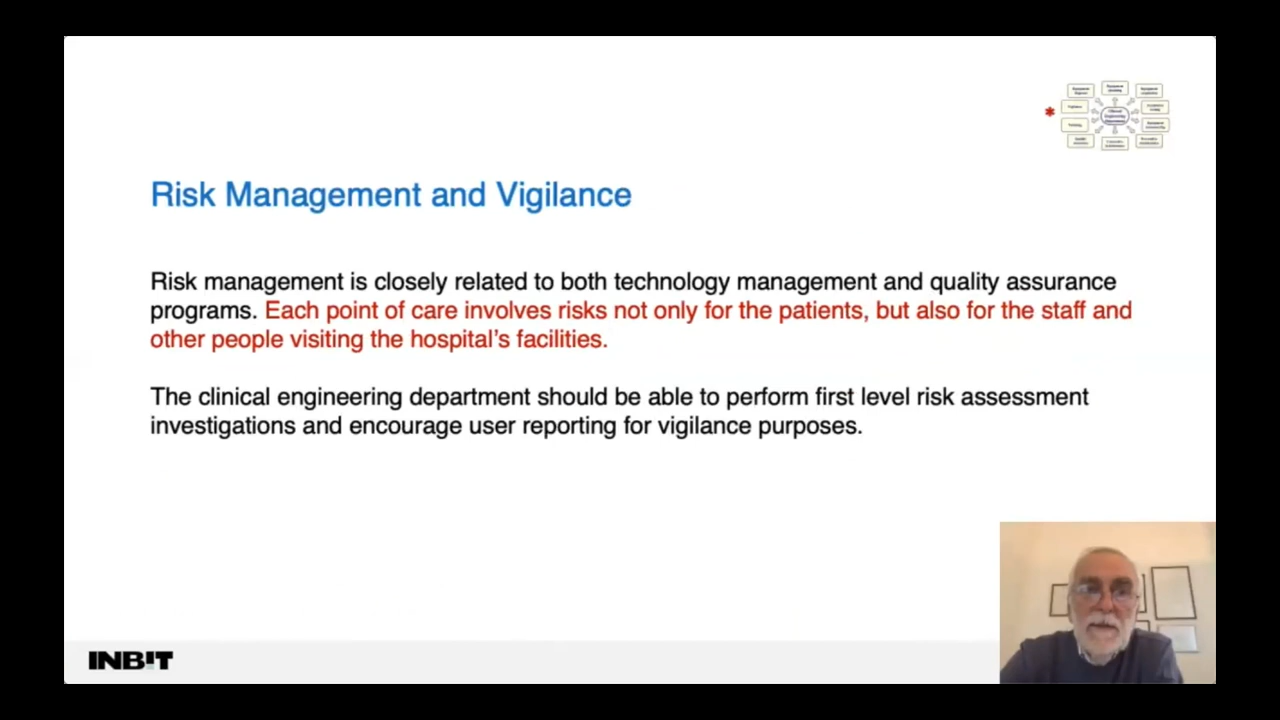 Risk Management and Vigilance
Risk management is closely related to both technology management and quality assurance
programs. Each point of care involves risks not only for the patients, but also for the staff and
other people visiting the hospital’s facilities.
The clinical engineering department should be able to perform first level risk assessment
investigations and encourage user reporting for vigilance purposes.
INBIT